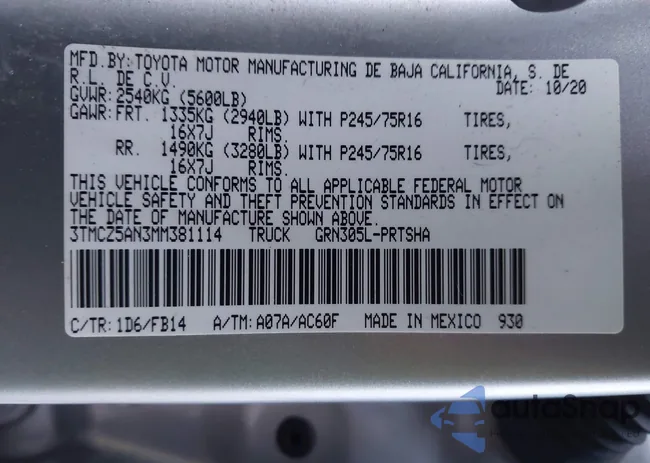 MFD.BY:TOYOTA MOTOR MANUFACTURING DE BAJA CALIFORNIA, S. DE
R.L. DE C.V. DATE: 10/20
GVWR:2540KG (5600LB)
GAWR:FRT. 1335KG (2940LB) WITH P245/75R16 TIRES,
16X7J RIMS.
RR. 1490KG (3280LB) WITH P245/75R16 TIRES,
16X7J RIMS.
THIS VEHICLE CONFORMS TO ALL APPLICABLE FEDERAL MOTOR
VEHICLE SAFETY AND THEFT PREVENTION STANDARDS IN EFFECT ON
THE DATE OF MANUFACTURE SHOWN ABOVE.
3TMCZ5AN3MM381114 TRUCK GRN305L-PRTSHA
C/TR:1D6/FB14 A/TM:A07A/AC60F MADE IN MEXICO 930
autoSnap